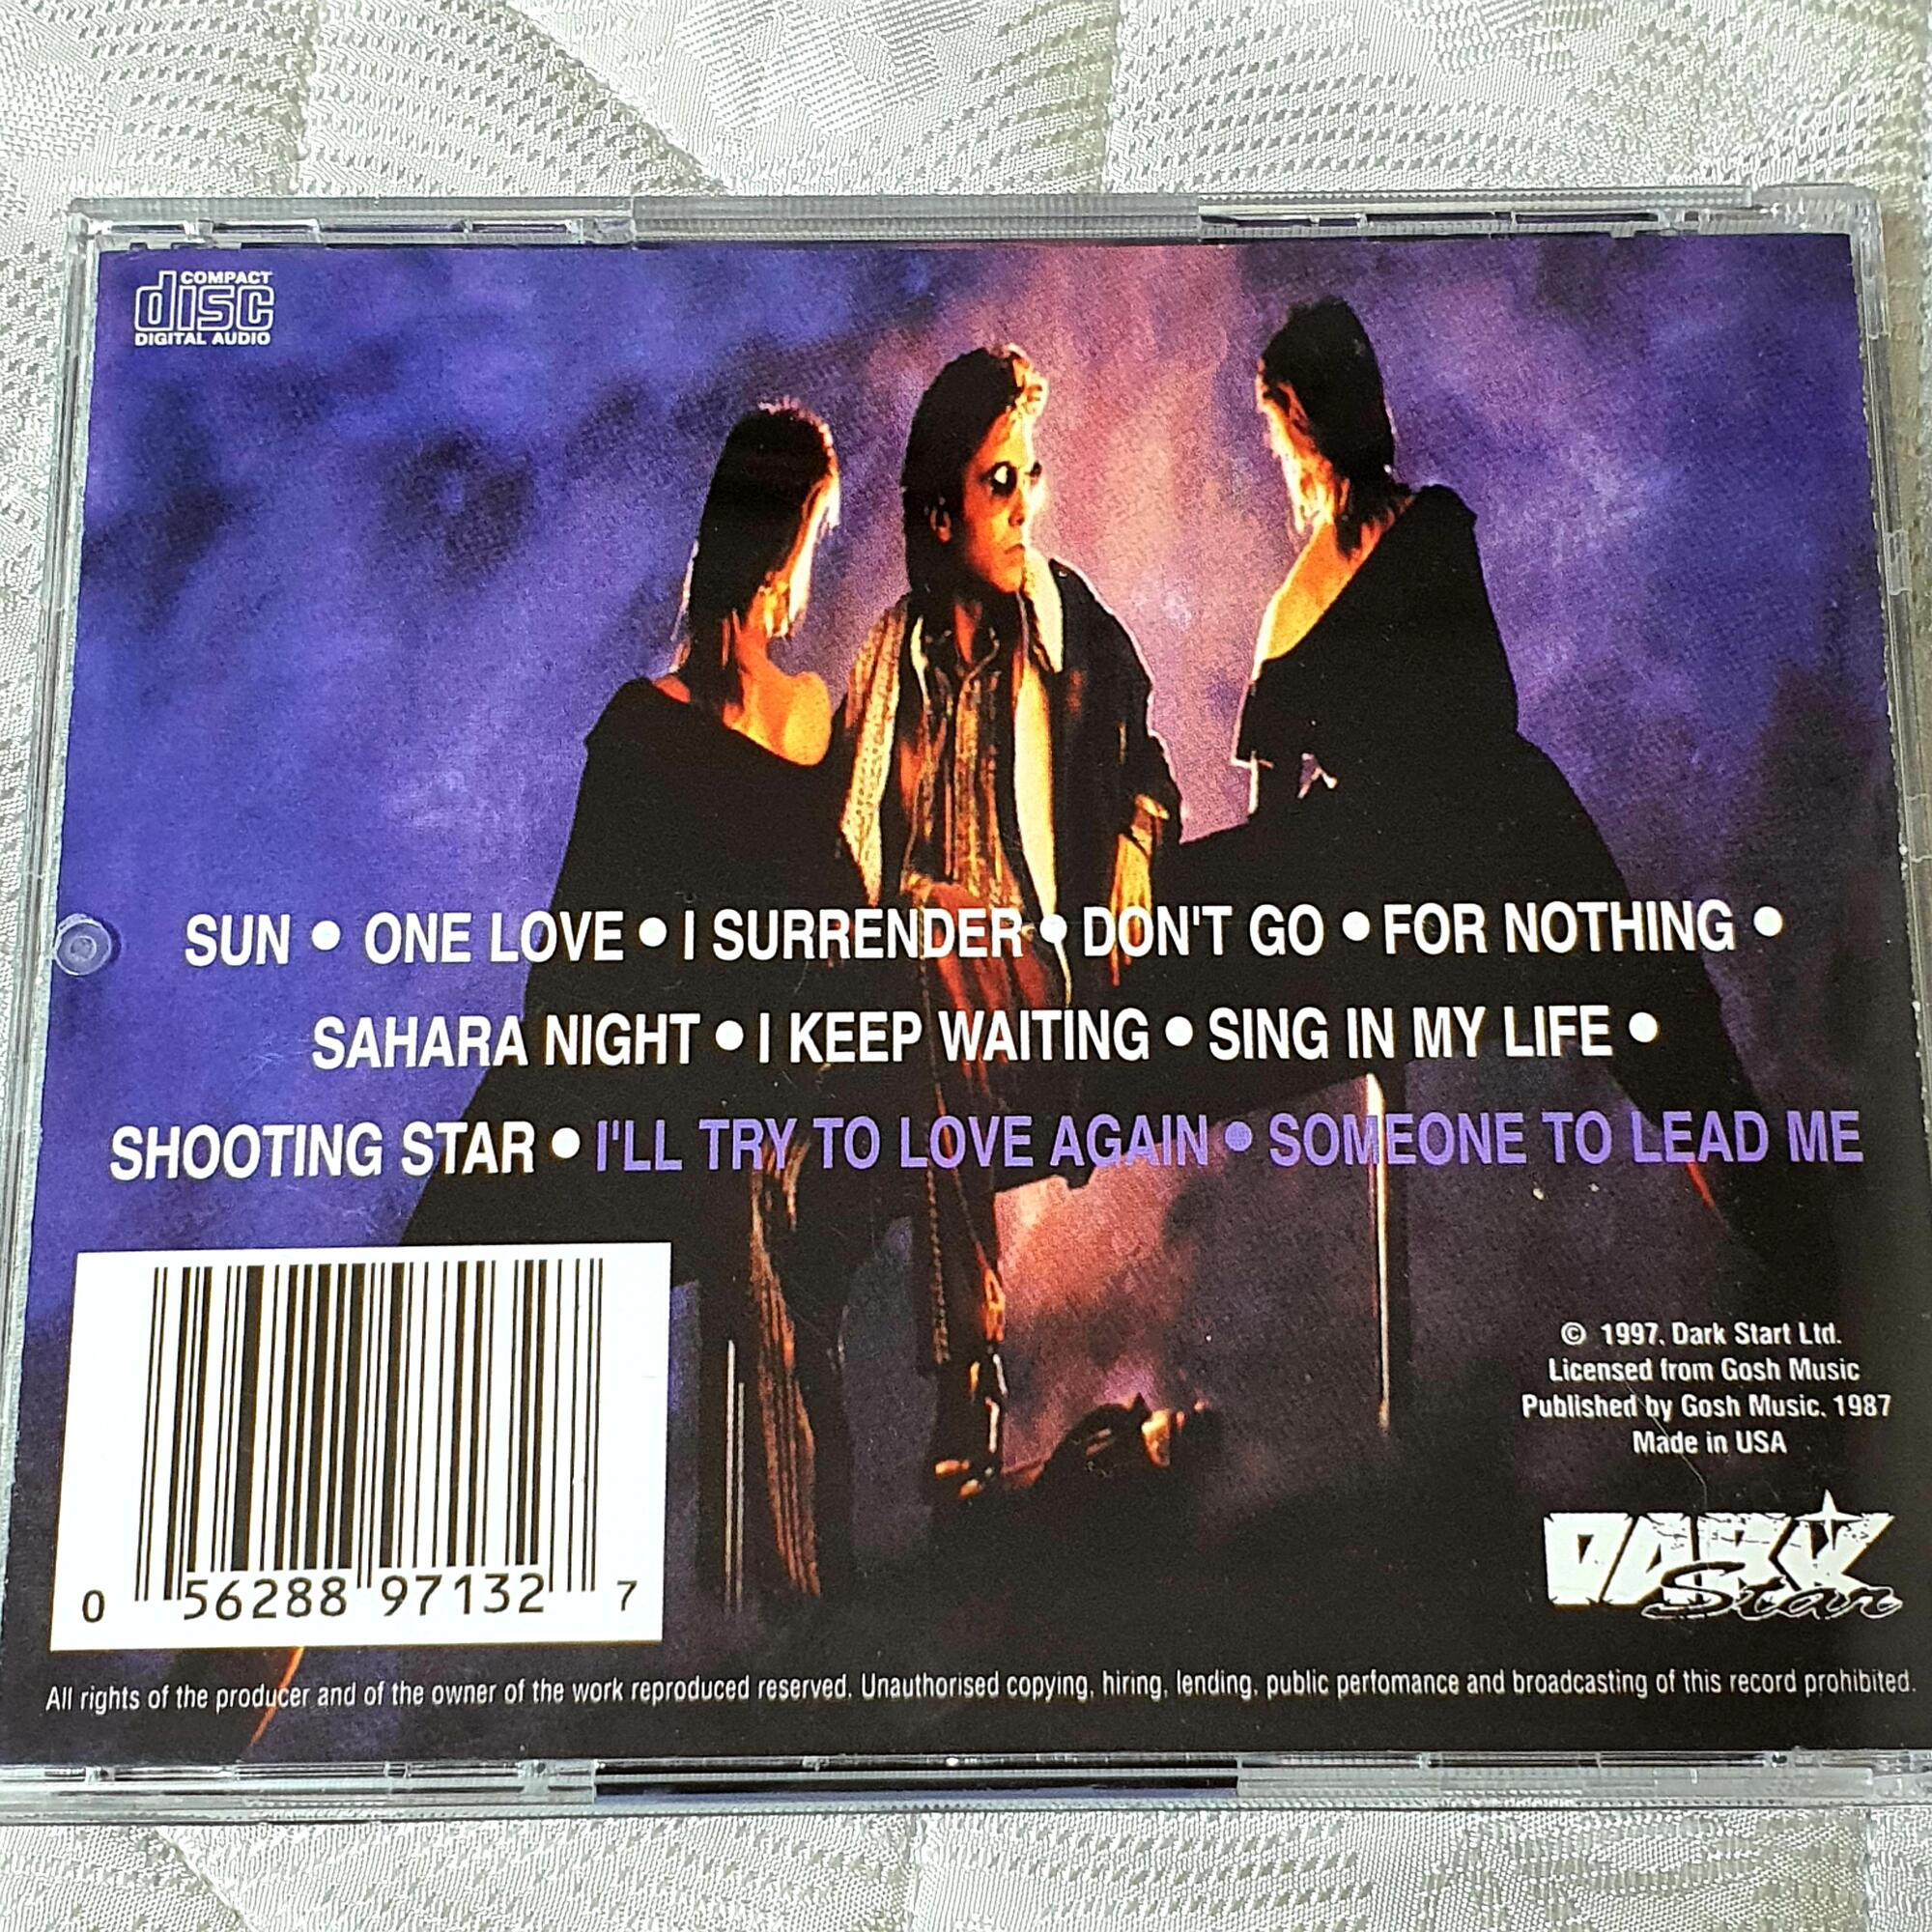 COMPACT
disc
DIGITAL AUDIO
SUN • ONE LOVE • I SURRENDER • DON'T GO • FOR NOTHING •
SAHARA NIGHT • I KEEP WAITING • SING IN MY LIFE •
SHOOTING STAR • I'LL TRY TO LOVE AGAIN • SOMEONE TO LEAD ME
© 1997. Dark Start Ltd.
Licensed from Gosh Music
Published by Gosh Music. 1987
Made in USA
DARK
Star
0 56288 97132 7
All rights of the producer and of the owner of the work reproduced reserved. Unauthorised copying, hiring, lending, public perfomance and broadcasting of this record prohibited.